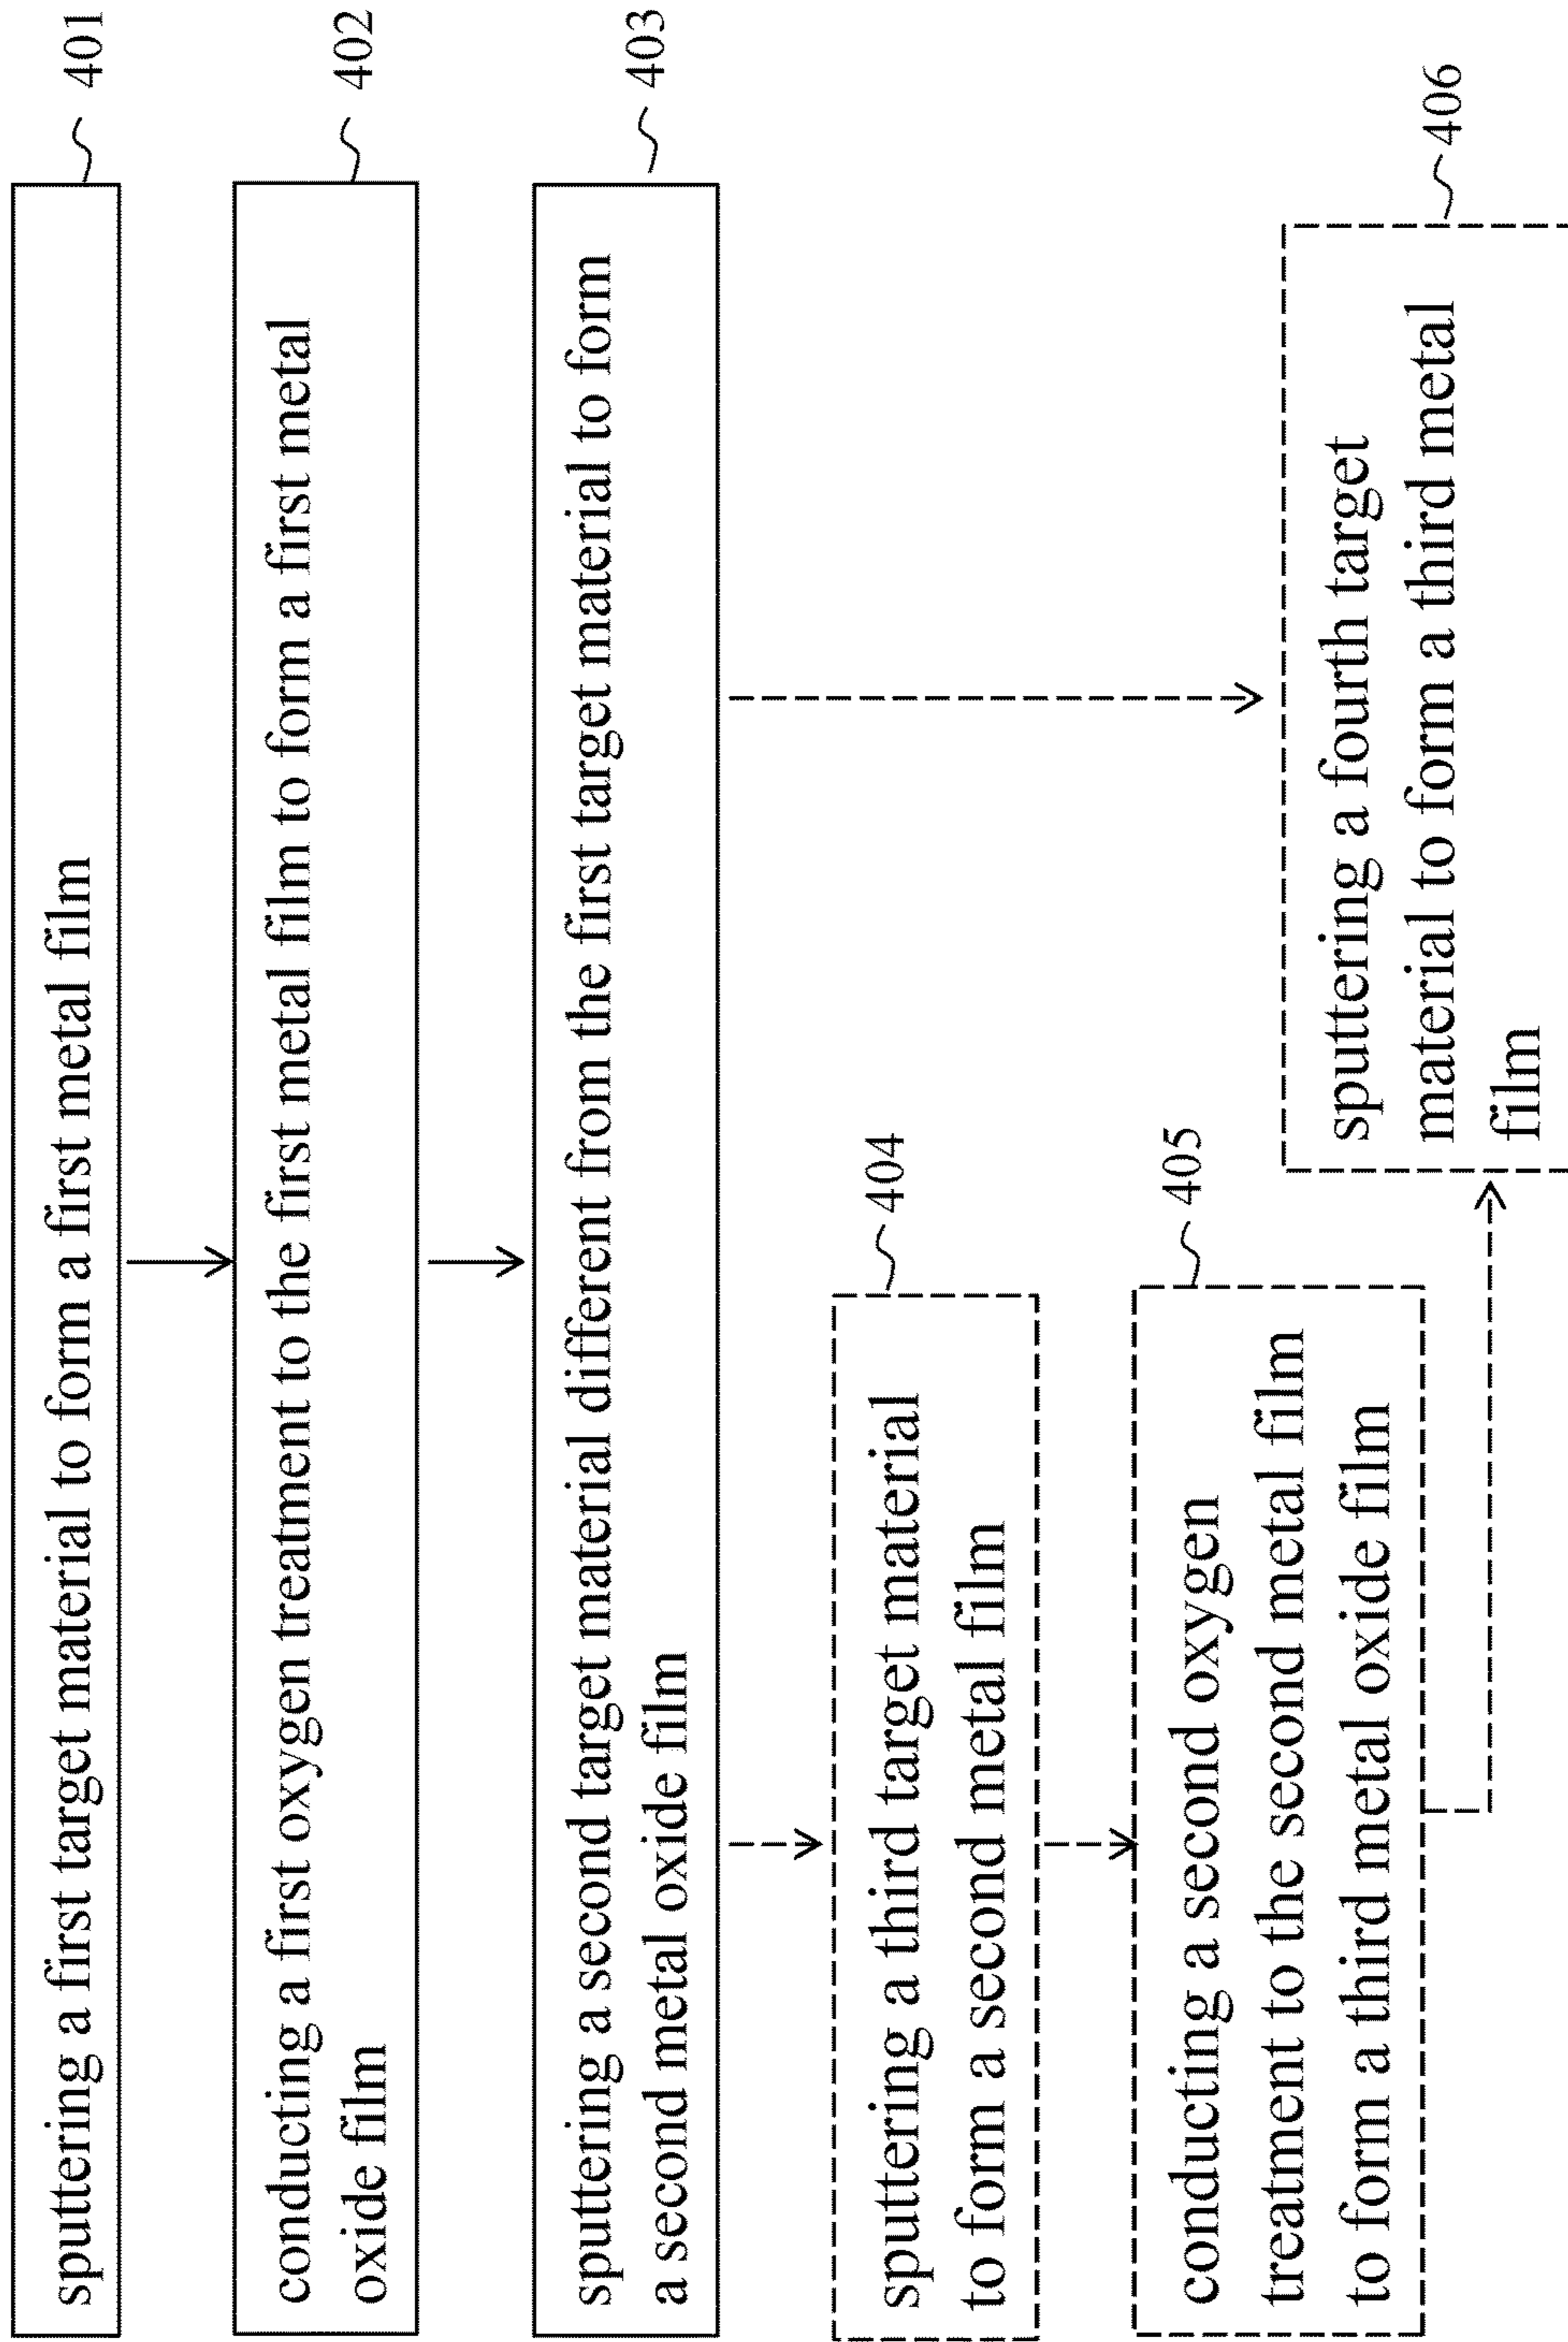 sputtering a first target material to form a first metal film
401
conducting a first oxygen treatment to the first metal film to form a first metal
oxide film
402
sputtering a second target material different from the first target material to form
a second metal oxide film
403
sputtering a third target material
to form a second metal film
404
conducting a second oxygen
treatment to the second metal film
to form a third metal oxide film
405
sputtering a fourth target
material to form a third metal
film
406